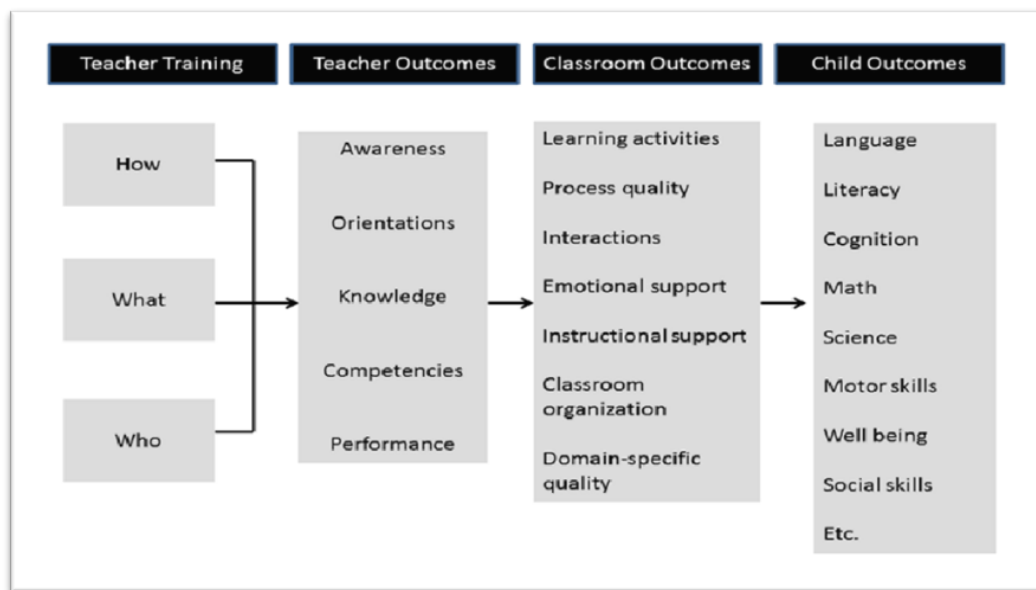 Teacher Training
Teacher Outcomes
Classroom Outcomes
Child Outcomes
How
What
Who
Awareness
Orientations
Knowledge
Competencies
Performance
Learning activities
Process quality
Interactions
Emotional support
Instructional support
Classroom
organization
Domain-specific
quality
Language
Literacy
Cognition
Math
Science
Motor skills
Well being
Social skills
Etc.